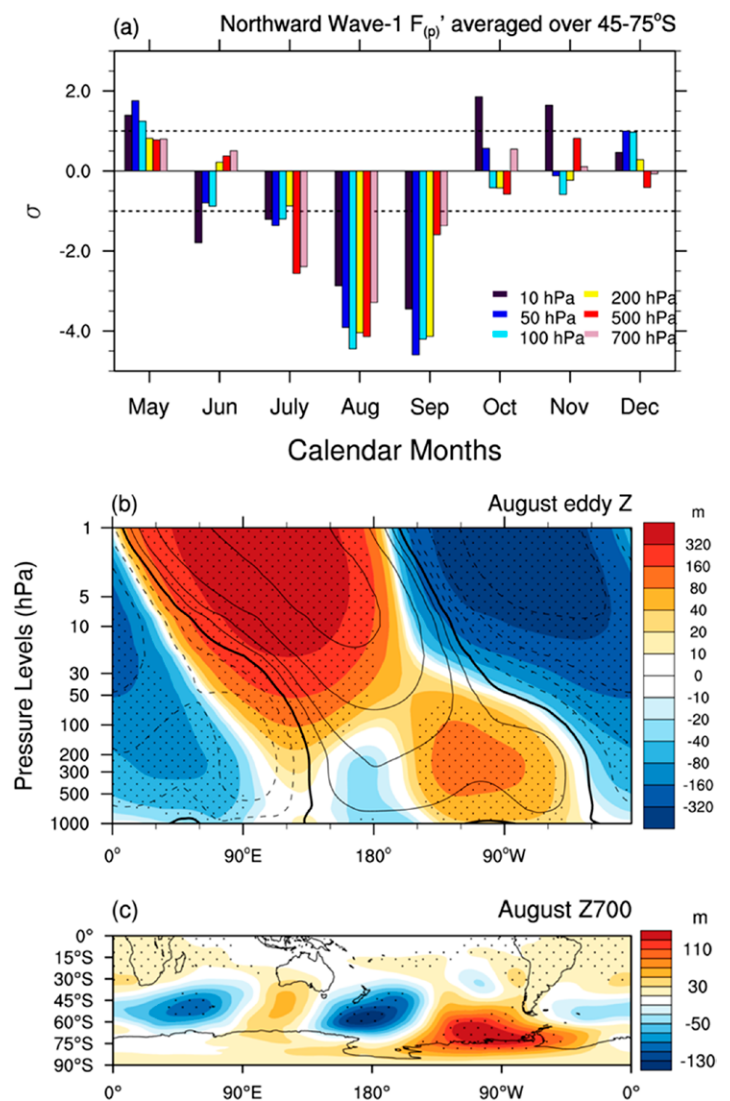 (a) Northward Wave-1 F(p)’ averaged over 45-75°S
2.0
0.0
-2.0
-4.0
σ
10 hPa 200 hPa
50 hPa 500 hPa
100 hPa 700 hPa
May Jun July Aug Sep Oct Nov Dec
Calendar Months
(b) August eddy Z
m
Pressure Levels (hPa)
1
5
10
30
50
100
200
300
500
1000
0° 90°E 180° 90°W
320
160
80
40
20
10
0
-10
-20
-40
-80
-160
-320
(c) August Z700
m
0°
15°S
30°S
45°S
60°S
75°S
90°S
0° 90°E 180° 90°W 0°
110
30
-50
-130